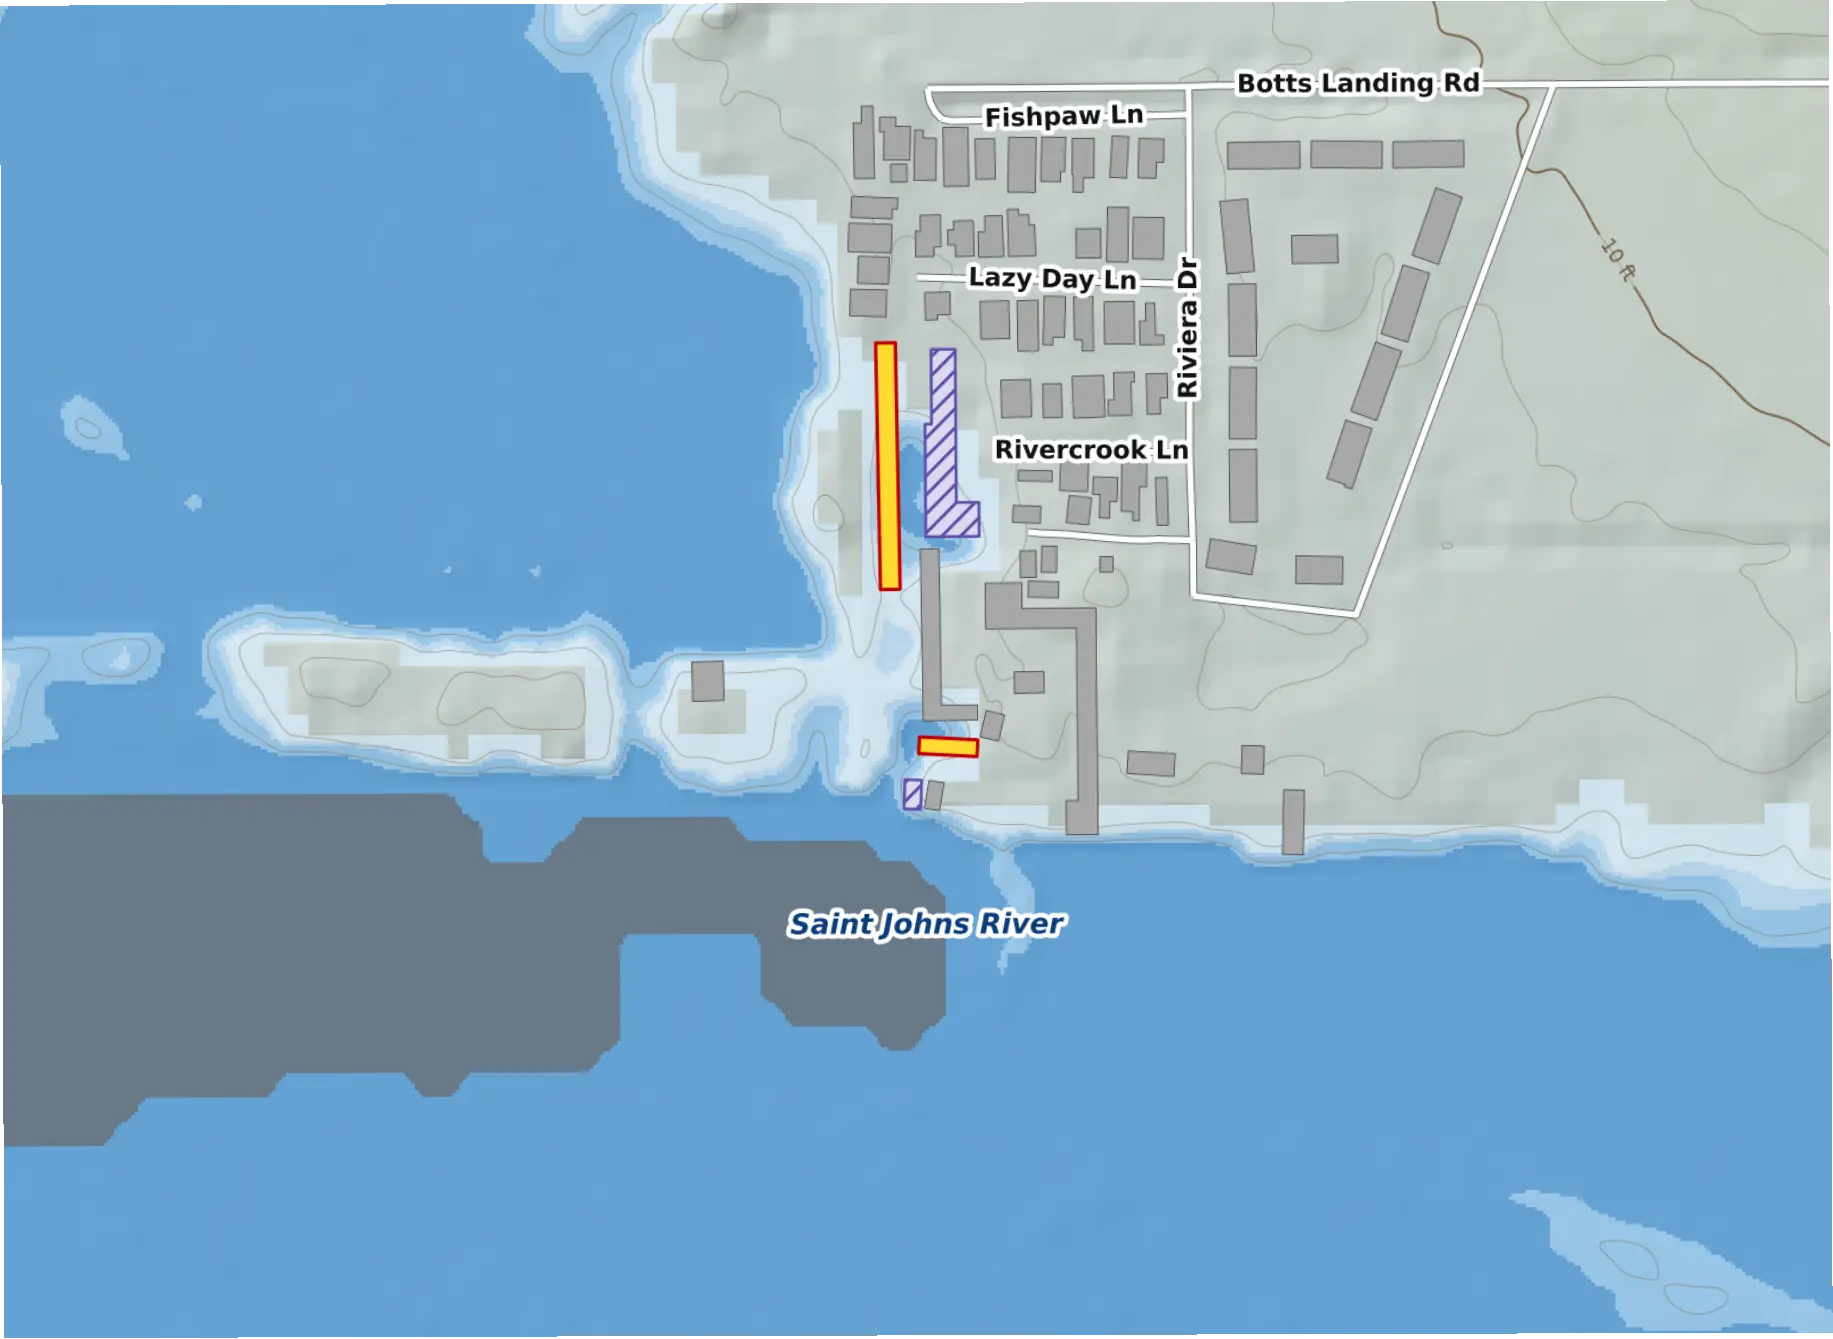 Botts Landing Rd
Fishpaw Ln
10 ft
Lazy Day Ln
Riviera Dr
Rivercrook Ln
Saint Johns River